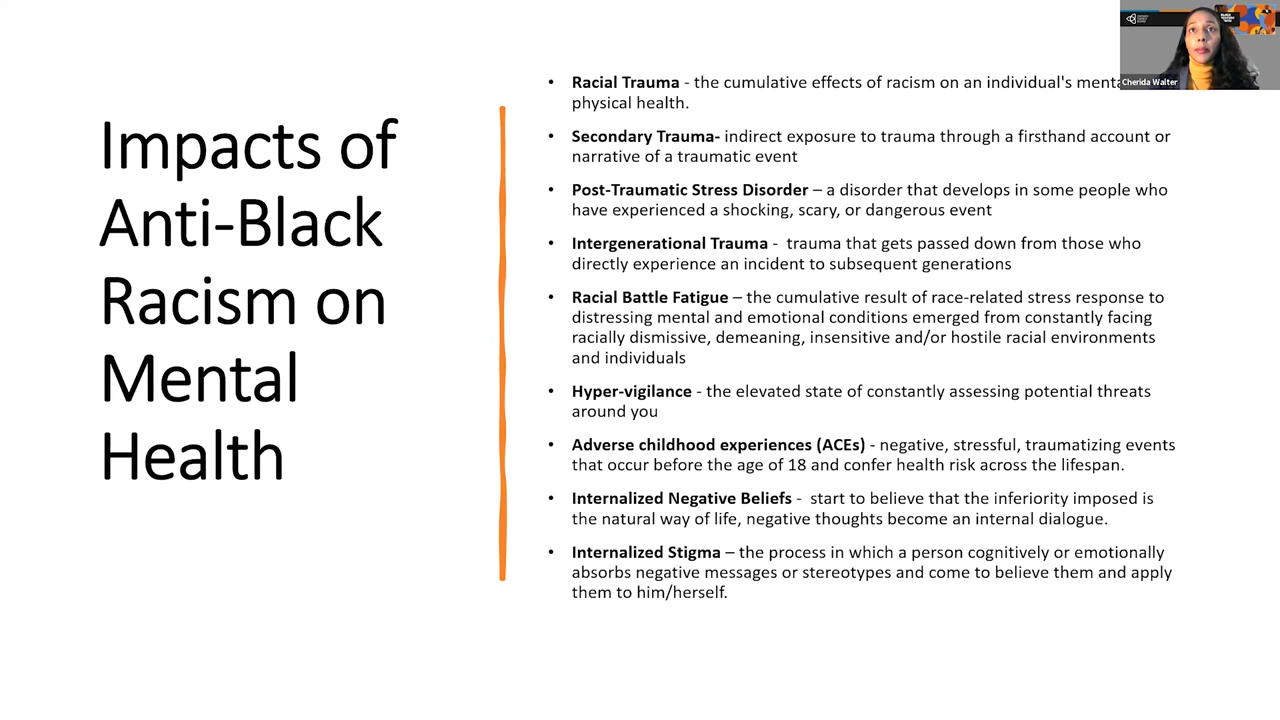 Impacts of
Anti-Black
Racism on
Mental
Health
• Racial Trauma - the cumulative effects of racism on an individual's menta
physical health.
• Secondary Trauma- indirect exposure to trauma through a firsthand account or
narrative of a traumatic event
• Post-Traumatic Stress Disorder – a disorder that develops in some people who
have experienced a shocking, scary, or dangerous event
• Intergenerational Trauma - trauma that gets passed down from those who
directly experience an incident to subsequent generations
• Racial Battle Fatigue – the cumulative result of race-related stress response to
distressing mental and emotional conditions emerged from constantly facing
racially dismissive, demeaning, insensitive and/or hostile racial environments
and individuals
• Hyper-vigilance - the elevated state of constantly assessing potential threats
around you
• Adverse childhood experiences (ACEs) - negative, stressful, traumatizing events
that occur before the age of 18 and confer health risk across the lifespan.
• Internalized Negative Beliefs - start to believe that the inferiority imposed is
the natural way of life, negative thoughts become an internal dialogue.
• Internalized Stigma – the process in which a person cognitively or emotionally
absorbs negative messages or stereotypes and come to believe them and apply
them to him/herself.
Cherida Walter